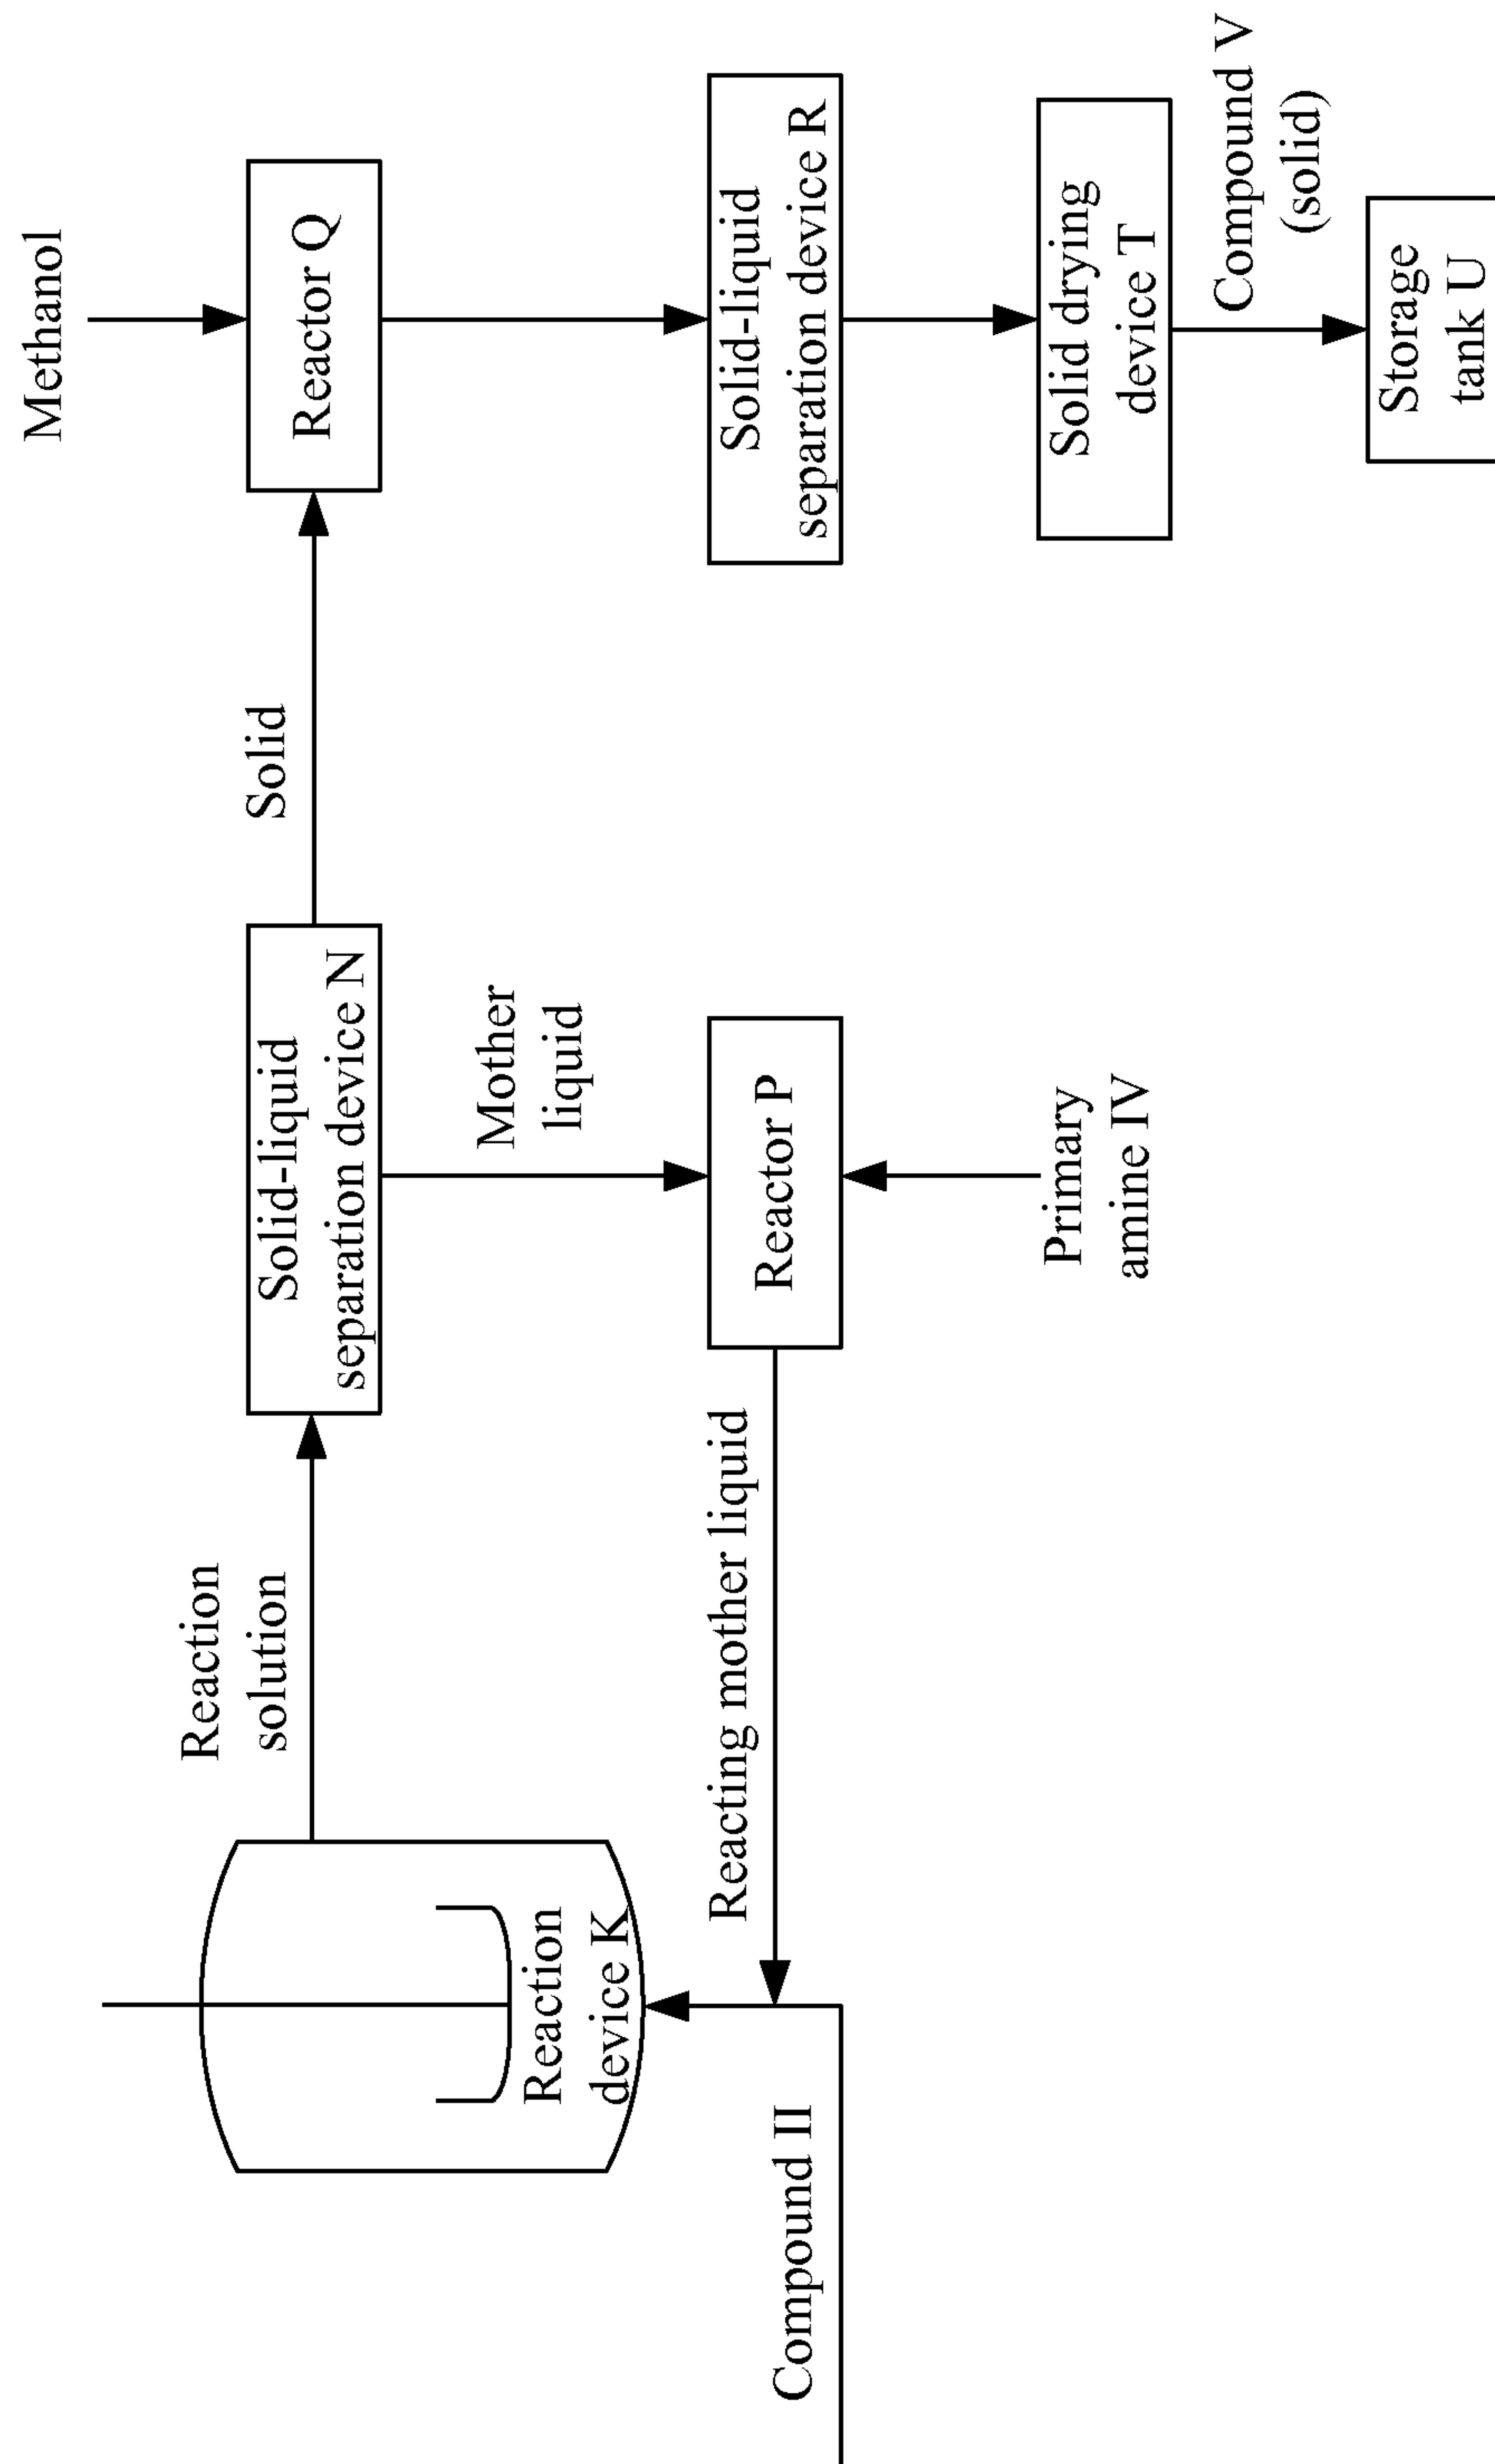 Methanol
Reaction
solution
Solid
Solid-liquid
separation device N
Reactor Q
Reaction
device K
Mother
liquid
Compound II
Reacting mother liquid
Reactor P
Solid-liquid
separation device R
Primary
amine IV
Solid drying
device T
Compound V
(solid)
Storage
tank U